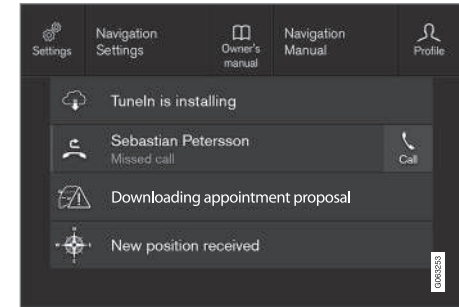 Settings
Navigation
Settings
Owner's
manual
Navigation
Manual
Profile
TuneIn is installing
Sebastian Petersson
Missed call
Call
Downloading appointment proposal
New position received
G063253